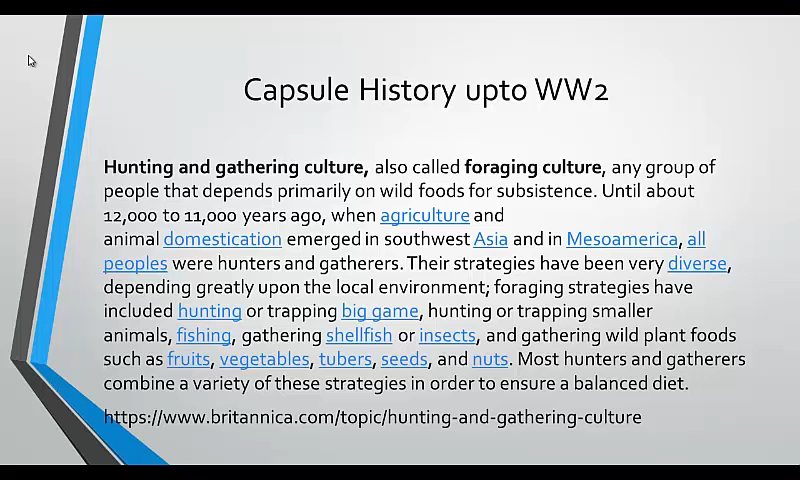 Capsule History upto WW2
Hunting and gathering culture, also called foraging culture, any group of
people that depends primarily on wild foods for subsistence. Until about
12,000 to 11,000 years ago, when agriculture and
animal domestication emerged in southwest Asia and in Mesoamerica, all
peoples were hunters and gatherers. Their strategies have been very diverse,
depending greatly upon the local environment; foraging strategies have
included hunting or trapping big game, hunting or trapping smaller
animals, fishing, gathering shellfish or insects, and gathering wild plant foods
such as fruits, vegetables, tubers, seeds, and nuts. Most hunters and gatherers
combine a variety of these strategies in order to ensure a balanced diet.
https://www.britannica.com/topic/hunting-and-gathering-culture